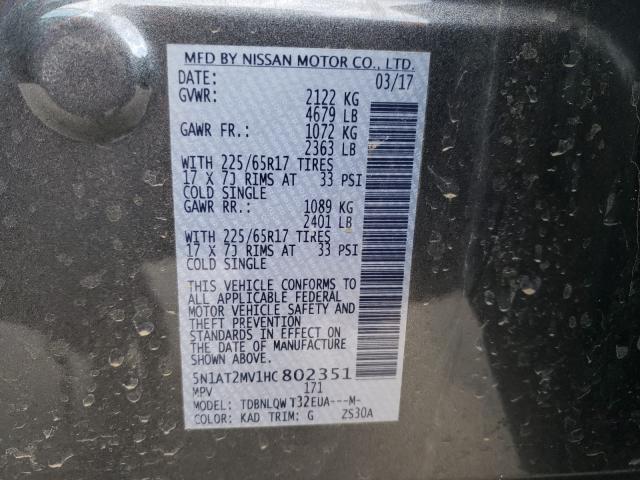 MFD BY NISSAN MOTOR CO., LTD.
DATE: 03/17
GVWR: 2122 KG
4679 LB
GAWR FR.: 1072 KG
2363 LB
WITH 225/65R17 TIRES
17 X 7J RIMS AT 33 PSI
COLD SINGLE
GAWR RR.: 1089 KG
2401 LB
WITH 225/65R17 TIRES
17 X 7J RIMS AT 33 PSI
COLD SINGLE
THIS VEHICLE CONFORMS TO
ALL APPLICABLE FEDERAL
MOTOR VEHICLE SAFETY AND
THEFT PREVENTION
STANDARDS IN EFFECT ON
THE DATE OF MANUFACTURE
SHOWN ABOVE.
5N1AT2MV1HC802351
MPV 171
MODEL: TDBNLQWT32EUA---M-
COLOR: KAD TRIM: G ZS30A